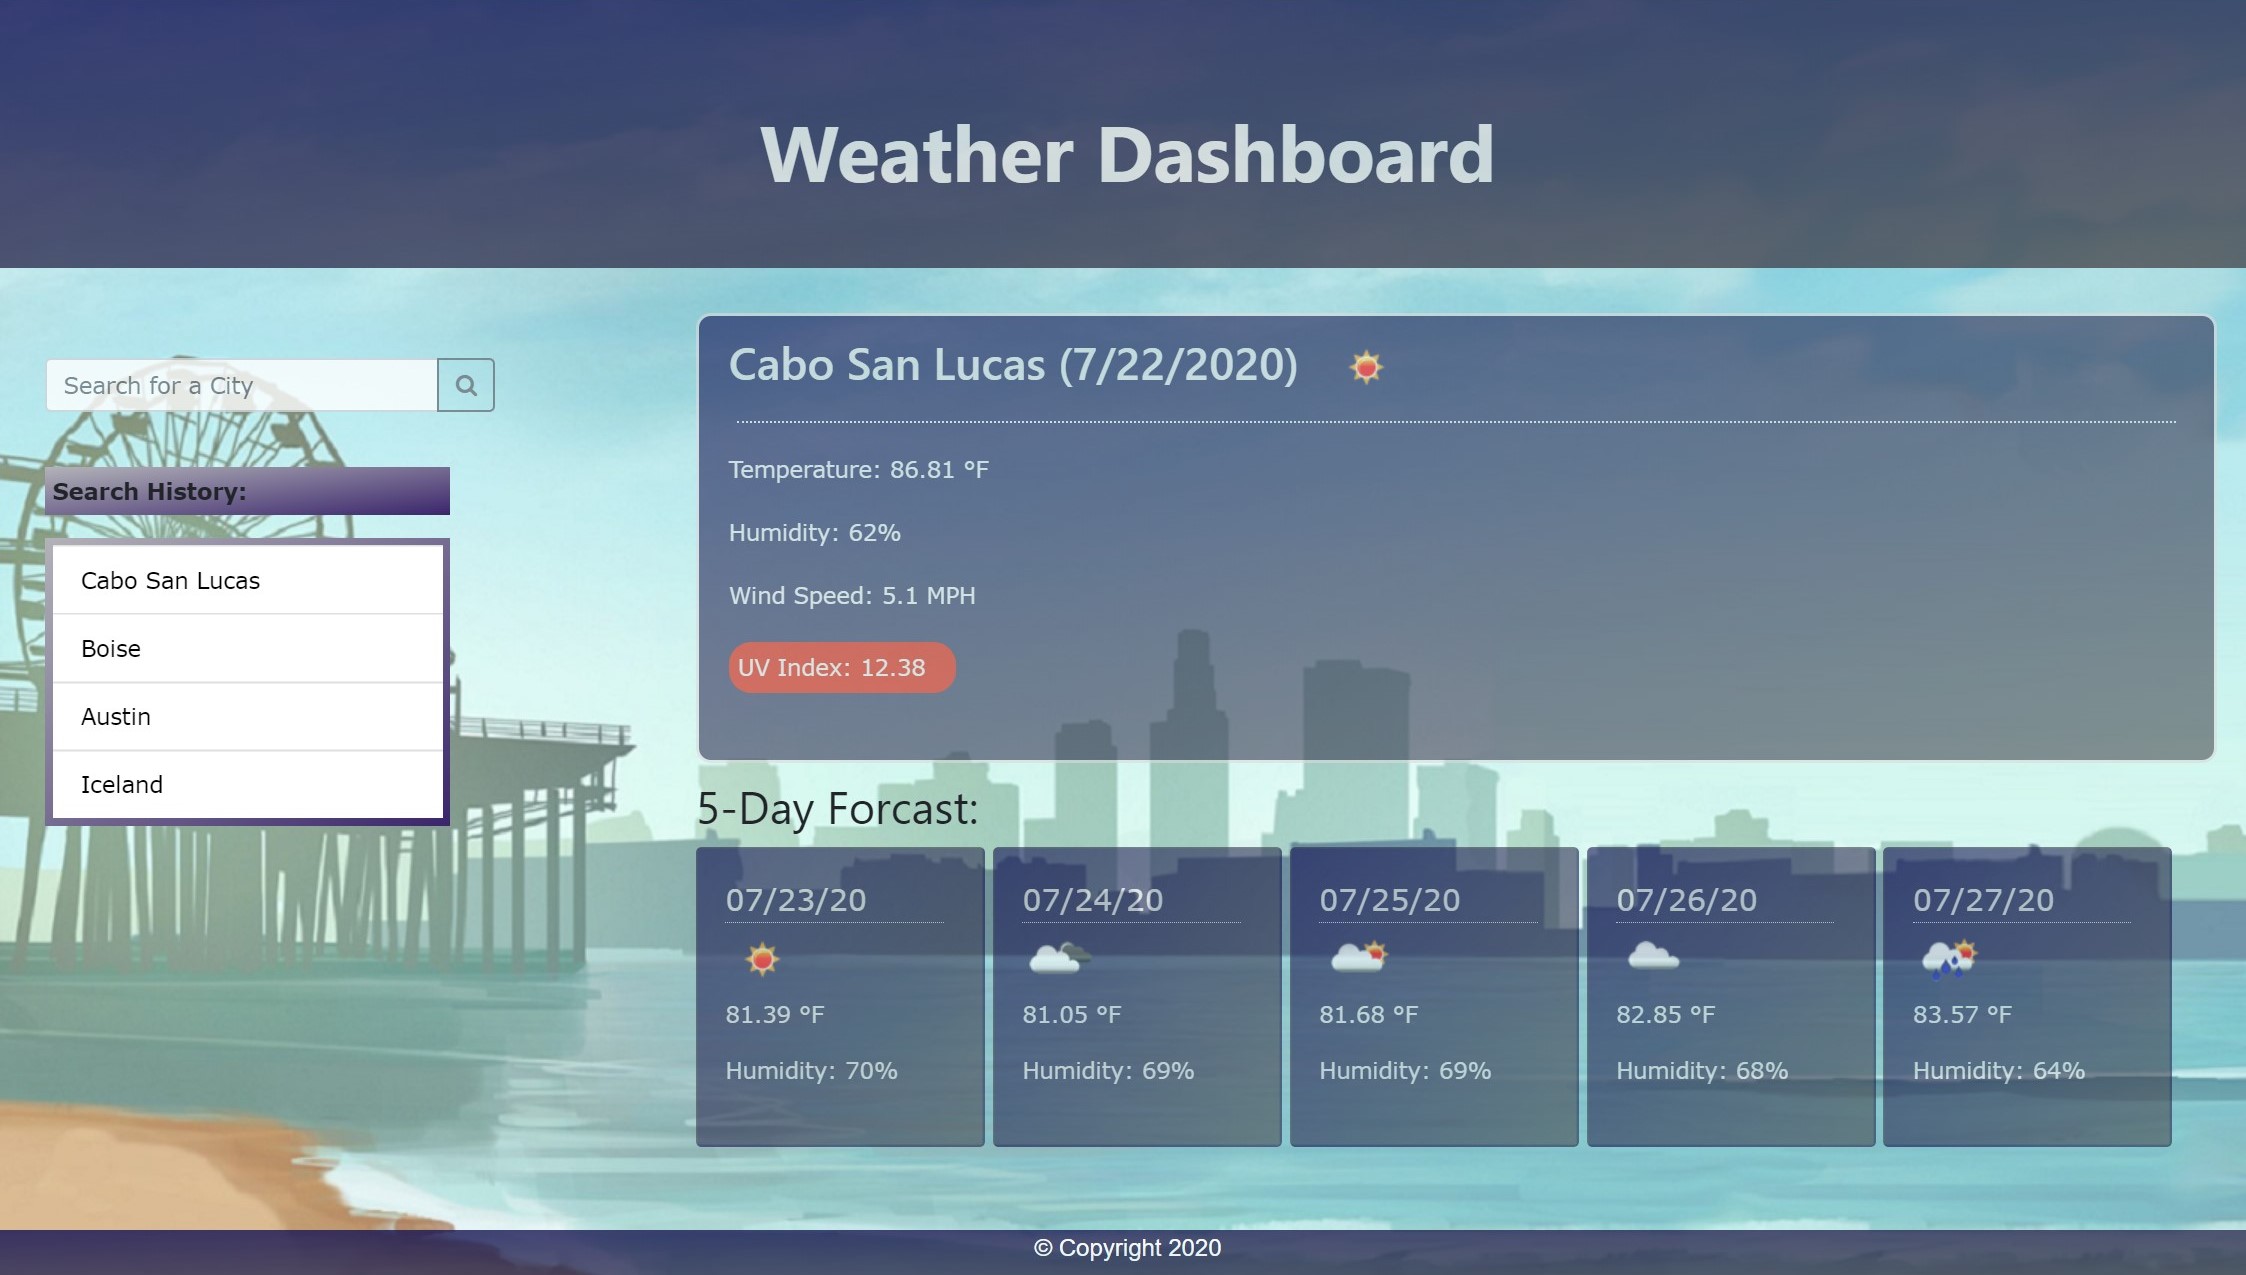 Weather Dashboard
Search for a City
Search History:
Cabo San Lucas
Boise
Austin
Iceland
Cabo San Lucas (7/22/2020)
Temperature: 86.81 °F
Humidity: 62%
Wind Speed: 5.1 MPH
UV Index: 12.38
5-Day Forcast:
07/23/20
81.39 °F
Humidity: 70%
07/24/20
81.05 °F
Humidity: 69%
07/25/20
81.68 °F
Humidity: 69%
07/26/20
82.85 °F
Humidity: 68%
07/27/20
83.57 °F
Humidity: 64%
© Copyright 2020